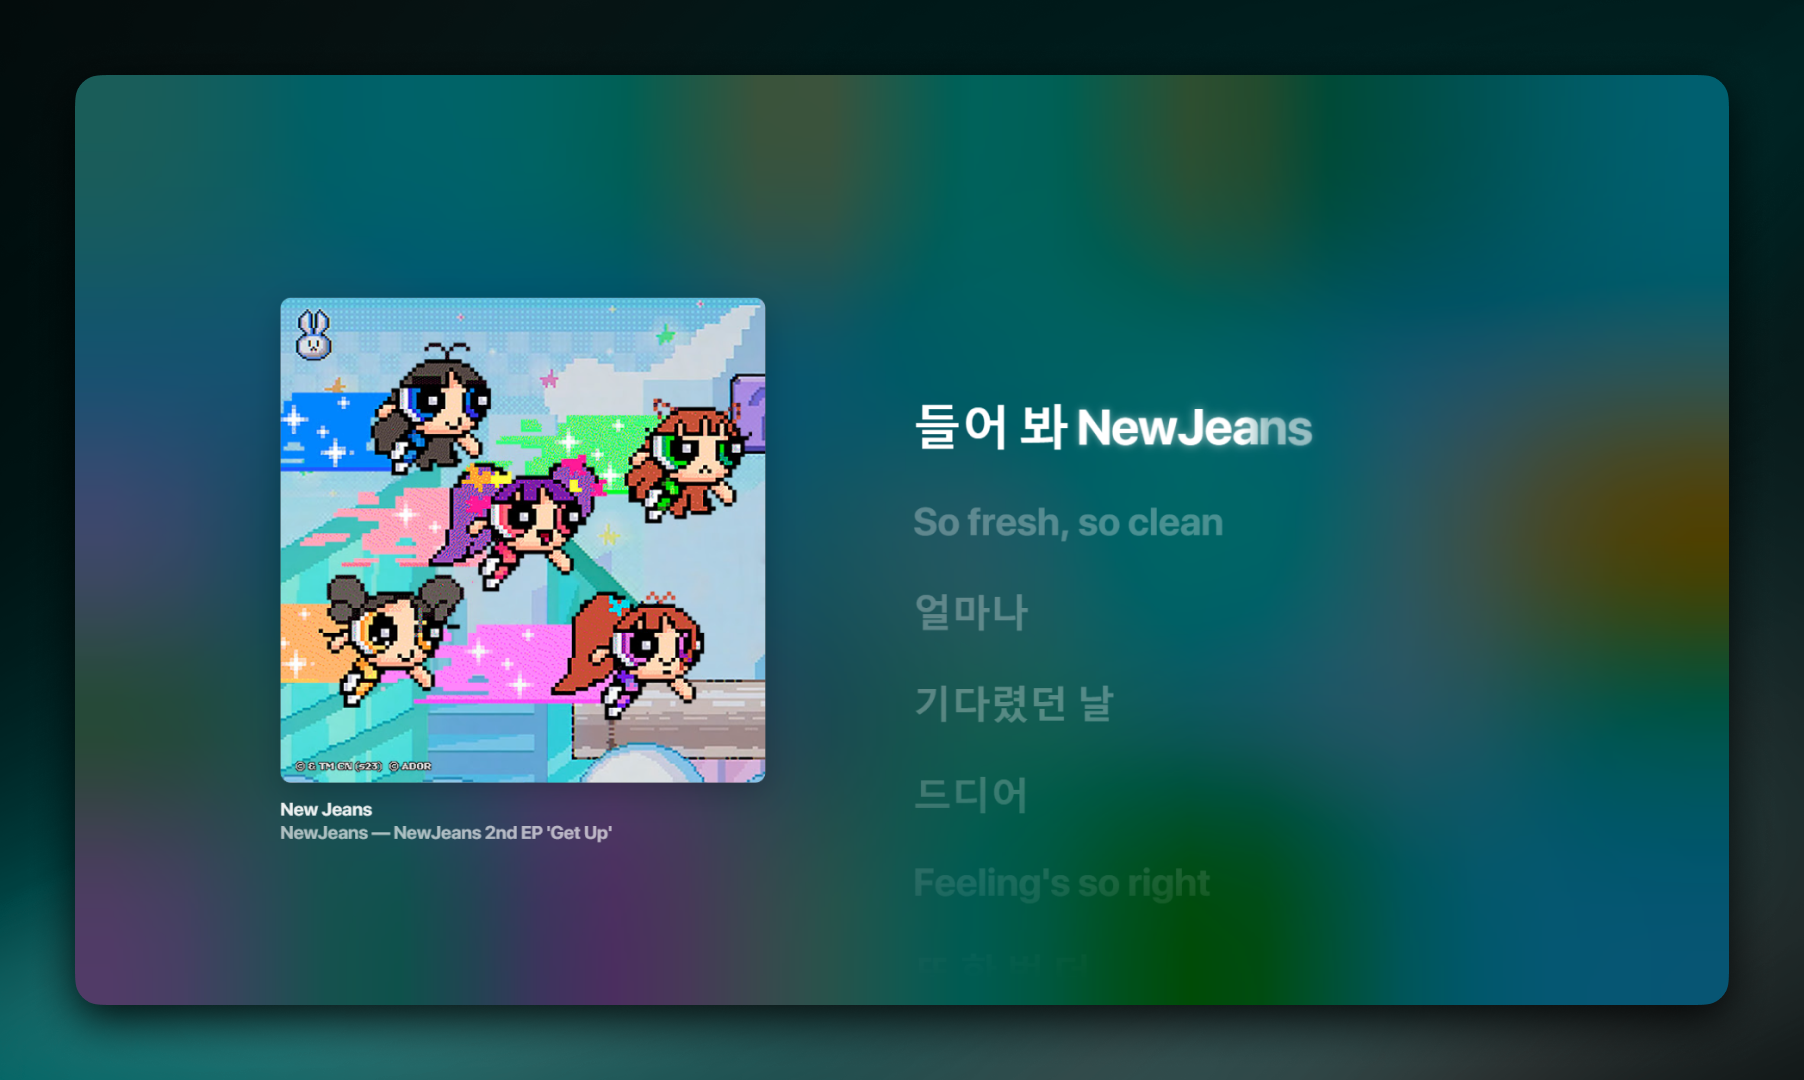 © & TM CN (s23) © ADOR
New Jeans
NewJeans — NewJeans 2nd EP 'Get Up'
들어 봐 NewJeans
So fresh, so clean
얼마나
기다렸던 날
드디어
Feeling's so right